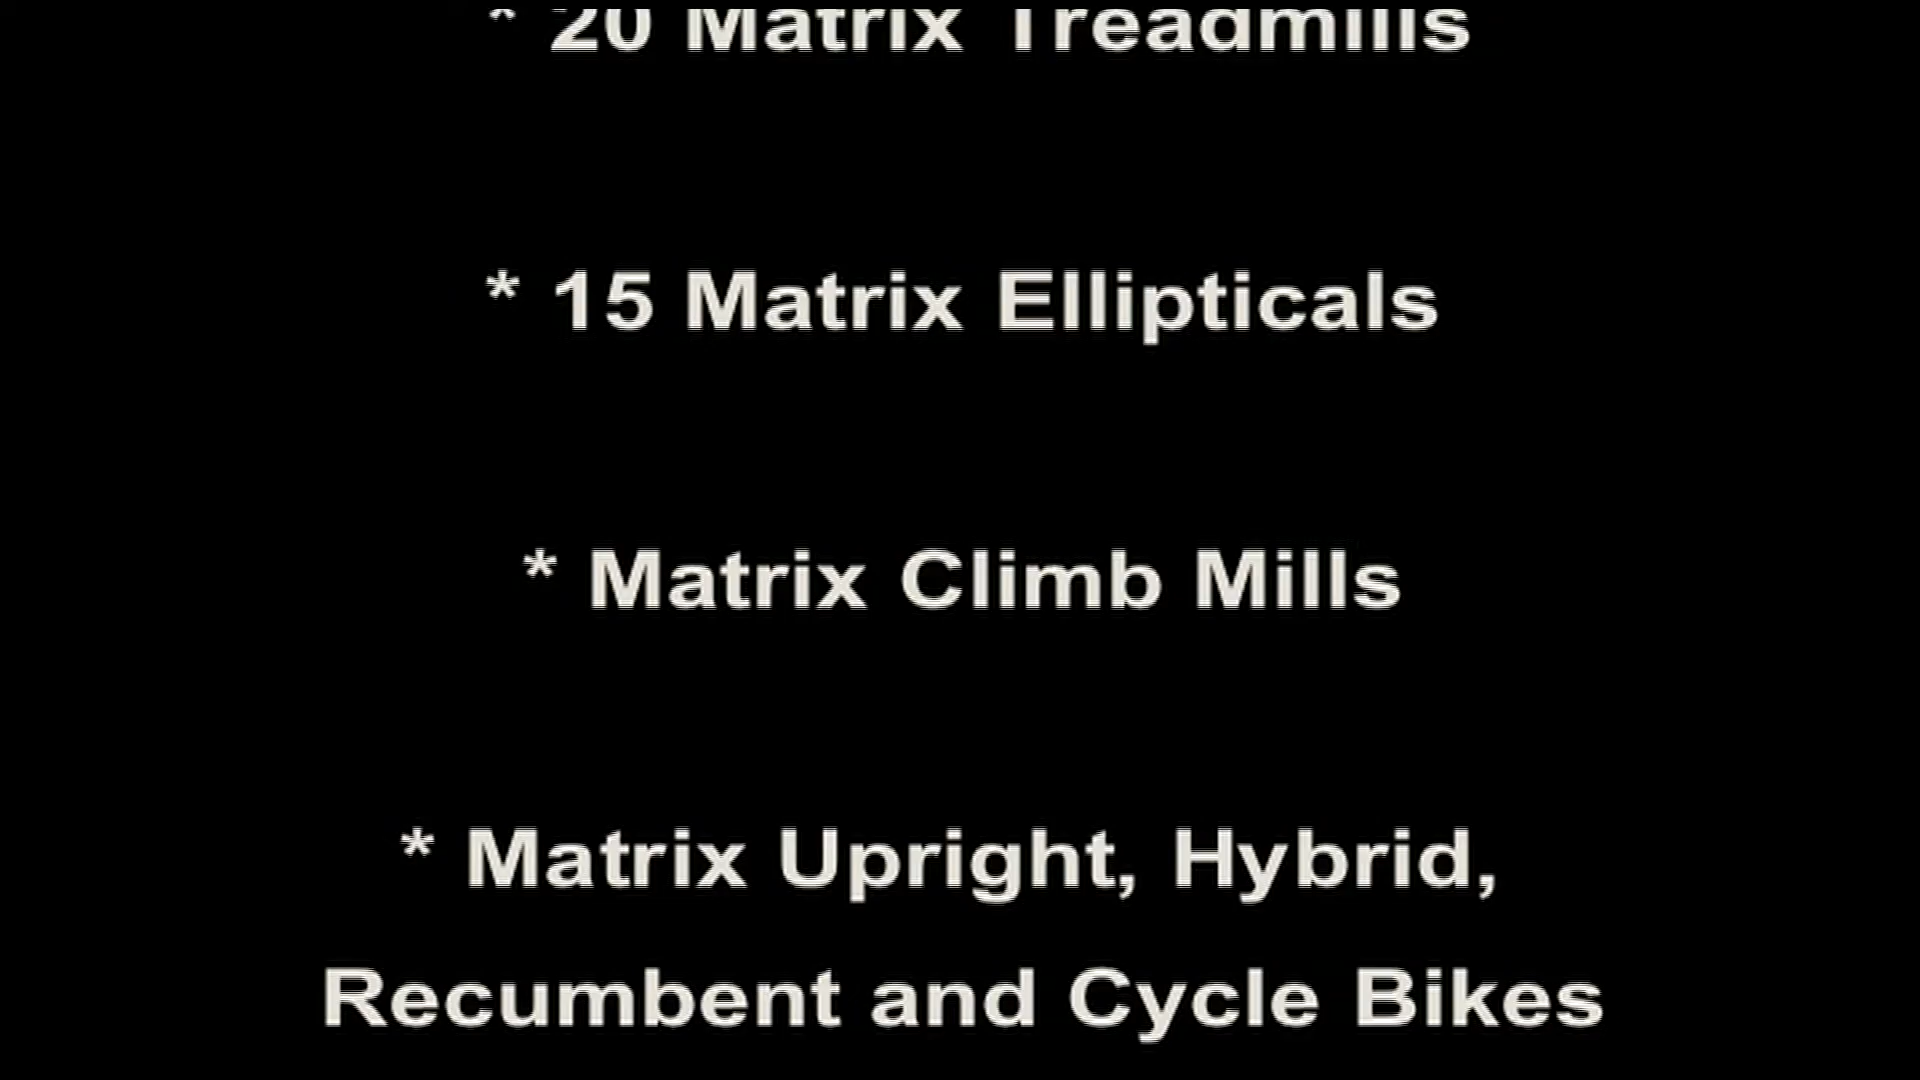 * 20 Matrix Treadmills
* 15 Matrix Ellipticals
* Matrix Climb Mills
* Matrix Upright, Hybrid,
Recumbent and Cycle Bikes